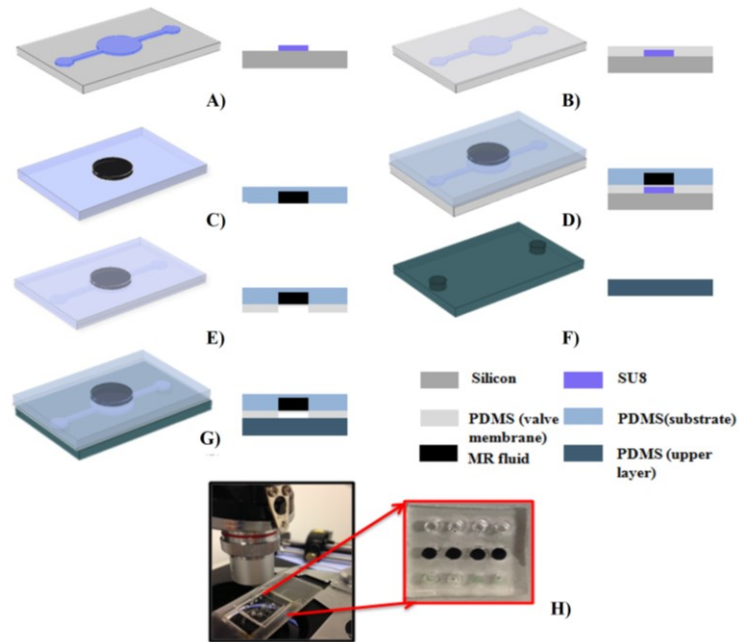 A)
B)
C)
D)
E)
F)
G)
Silicon
SU8
PDMS (valve
membrane)
PDMS(substrate)
MR fluid
PDMS (upper
layer)
H)